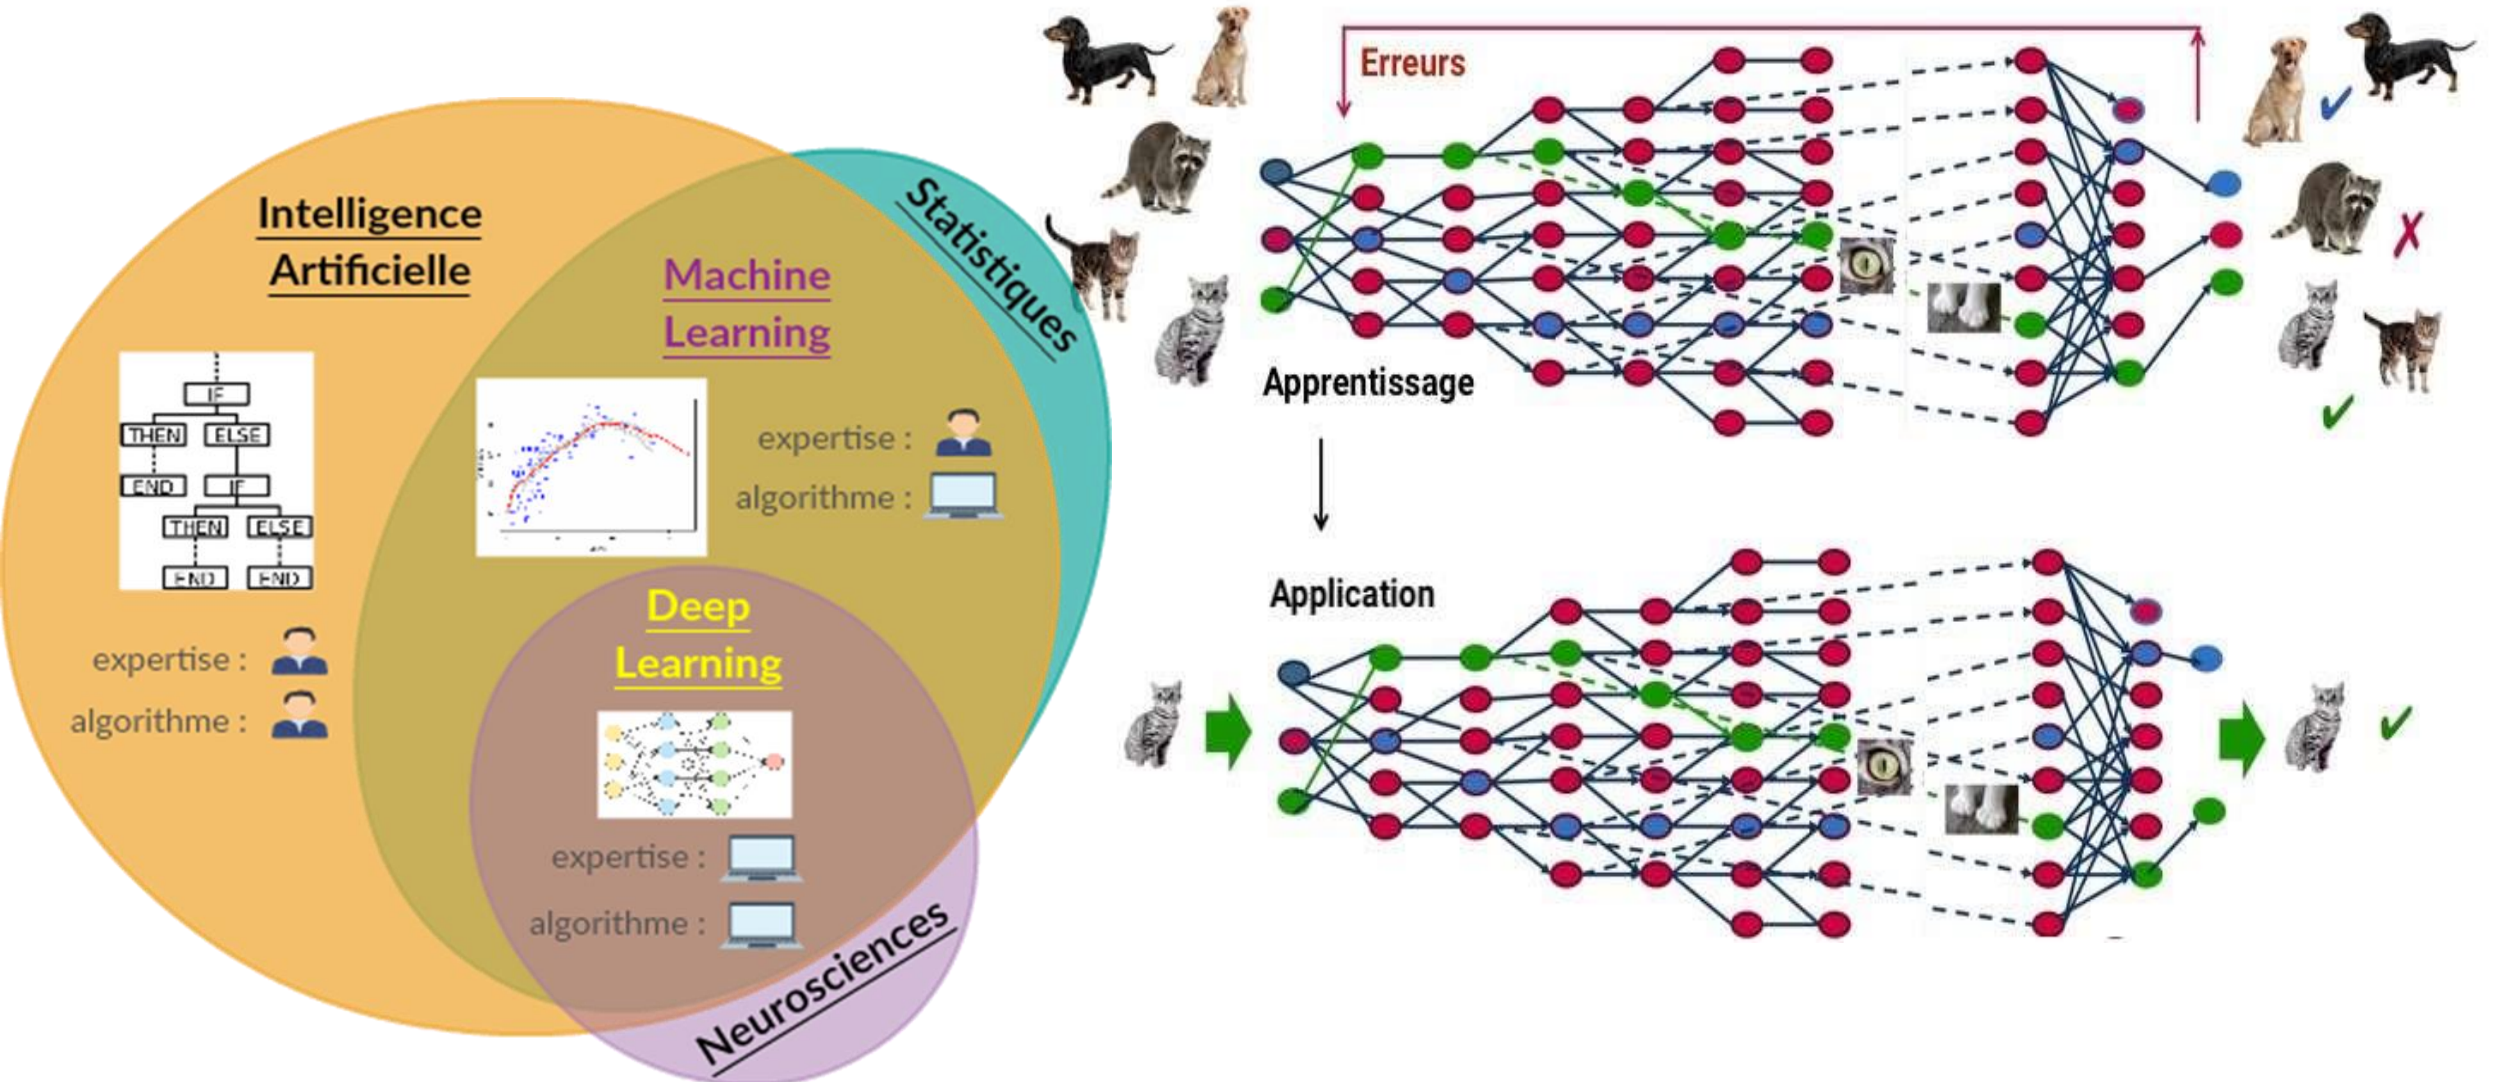 Intelligence
Artificielle
IF
THEN ELSE
END IF
THEN ELSE
END END
expertise :
algorithme :
Machine
Learning
expertise :
algorithme :
Statistiques
Deep
Learning
expertise :
algorithme :
Neurosciences
Erreurs
Apprentissage
Application